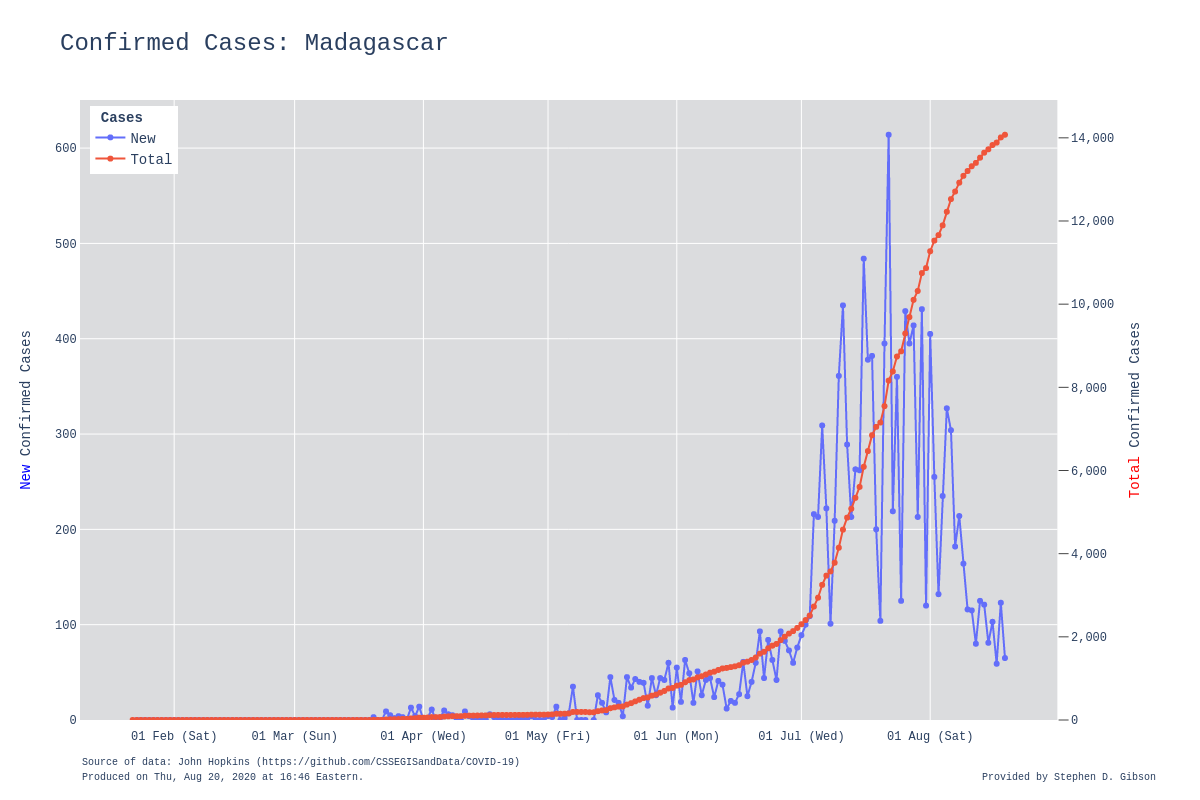 Confirmed Cases: Madagascar
Cases
New
Total
600
500
400
300
200
100
0
14,000
12,000
10,000
8,000
6,000
4,000
2,000
0
New Confirmed Cases
Total Confirmed Cases
01 Feb (Sat)
01 Mar (Sun)
01 Apr (Wed)
01 May (Fri)
01 Jun (Mon)
01 Jul (Wed)
01 Aug (Sat)
Source of data: John Hopkins (https://github.com/CSSEGISandData/COVID-19)
Produced on Thu, Aug 20, 2020 at 16:46 Eastern.
Provided by Stephen D. Gibson